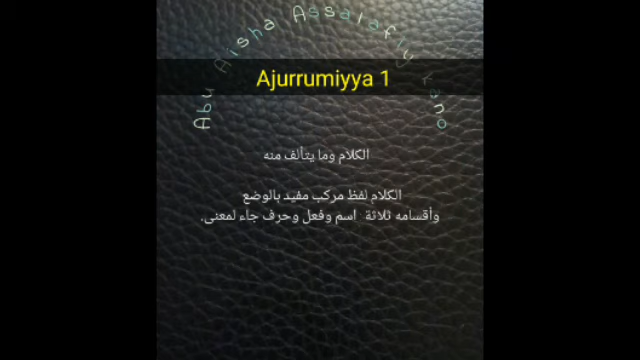 Abu Aisha Assalafiy Kano
Ajurrumiyya 1
الكلام وما يتألف منه
الكلام لفظ مركب مفيد بالوضع
وأقسامه ثلاثة اسم وفعل وحرف جاء لمعنى.